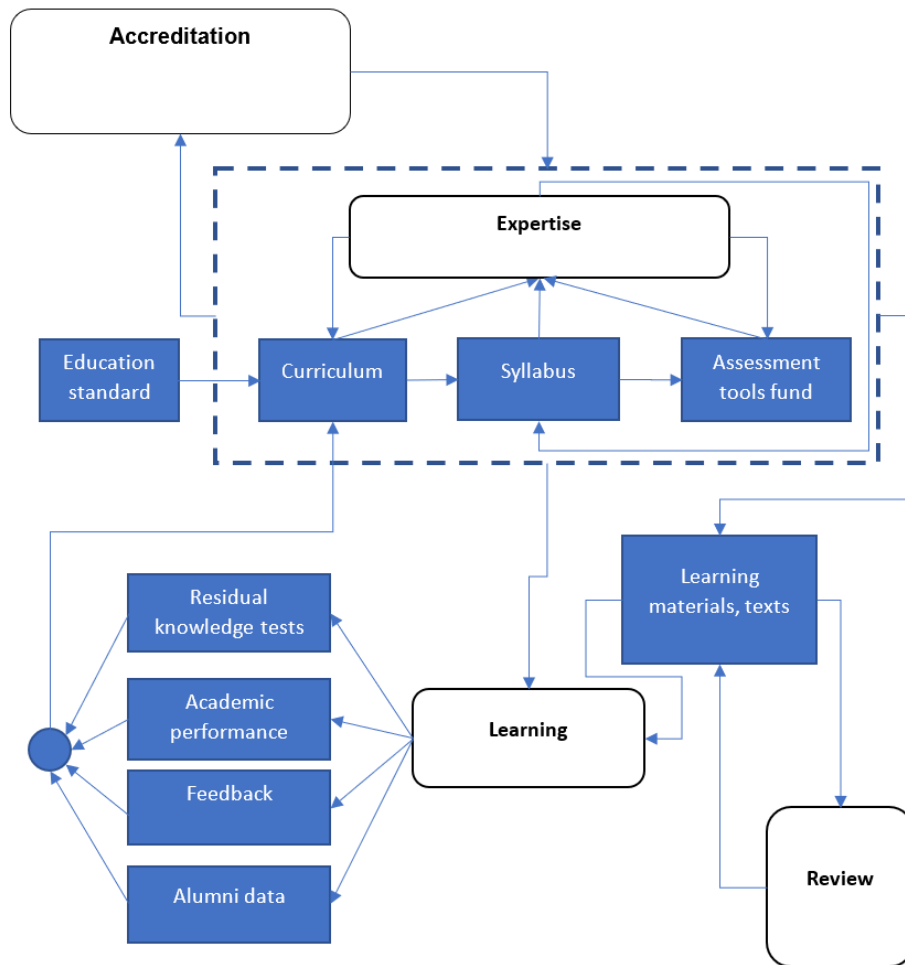 Accreditation
Expertise
Education
standard
Curriculum
Syllabus
Assessment
tools fund
Learning
materials, texts
Residual
knowledge tests
Academic
performance
Learning
Feedback
Alumni data
Review